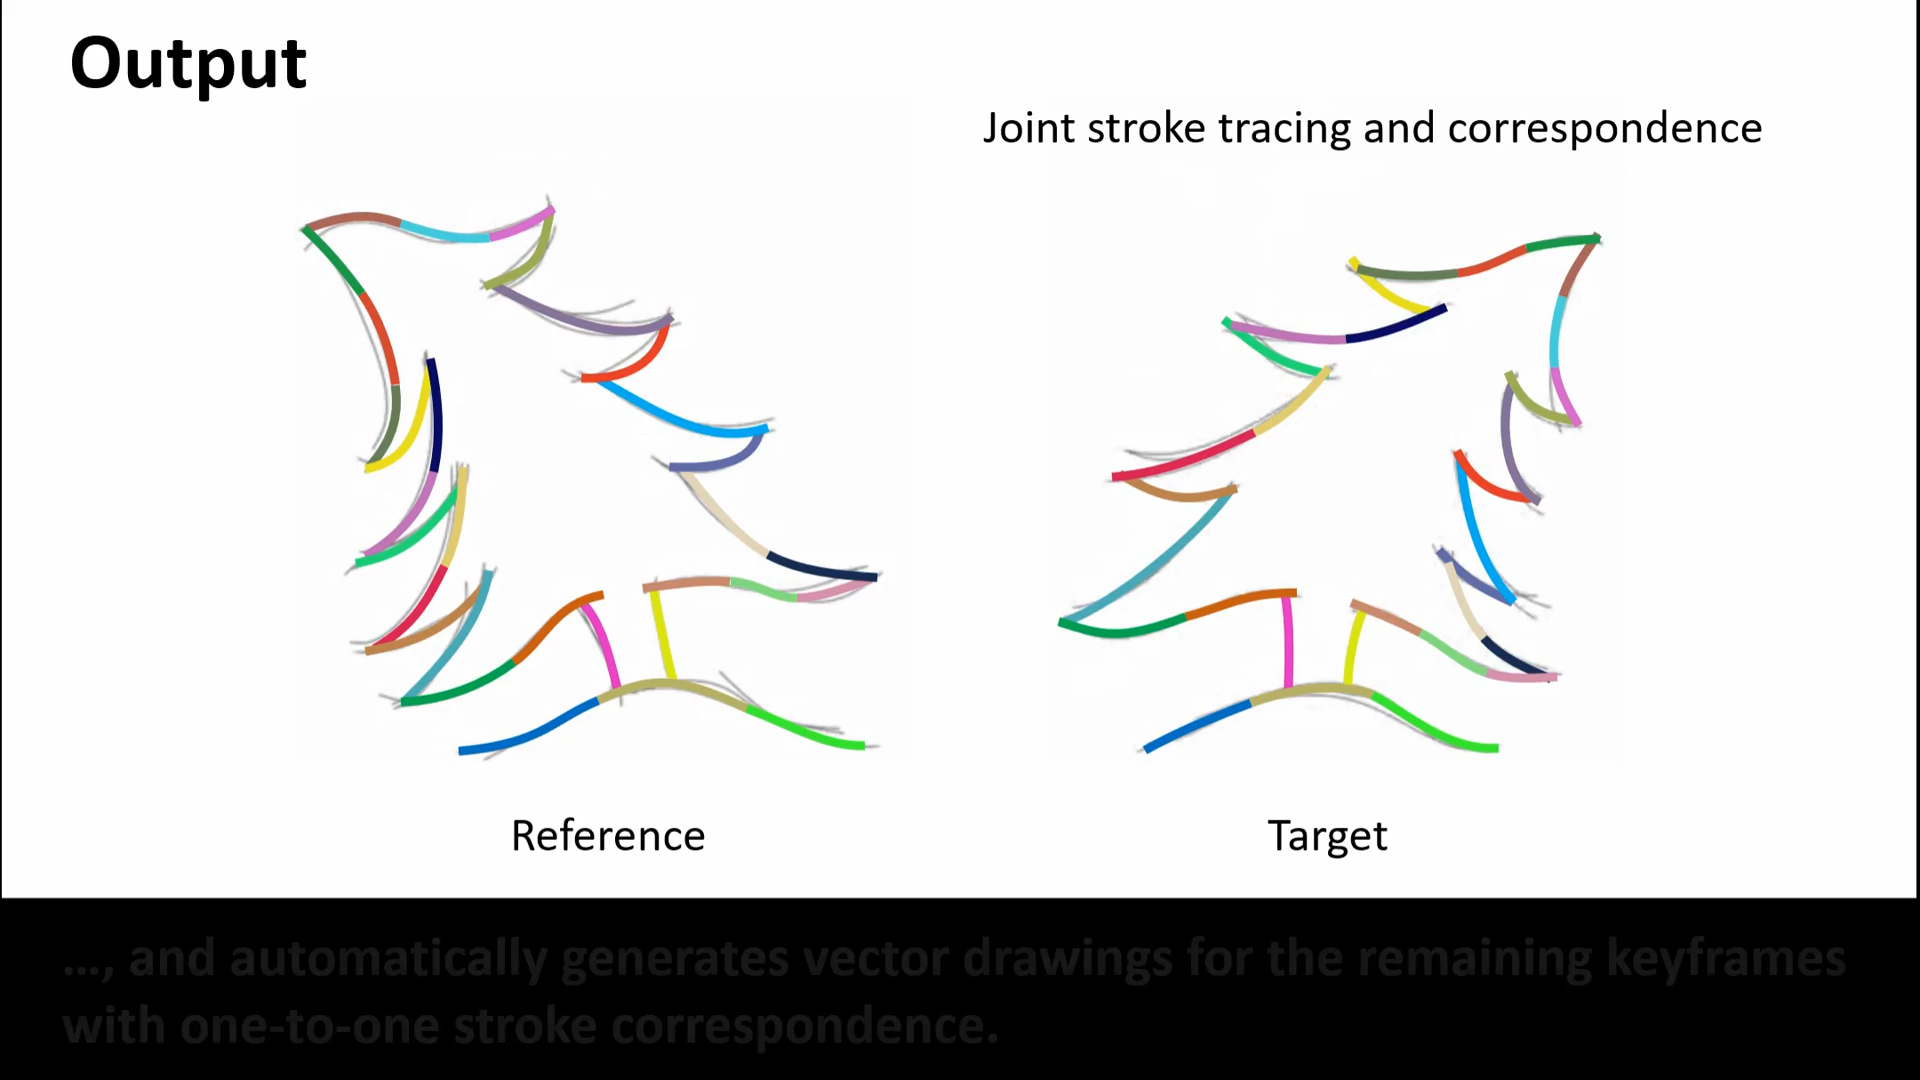 Output
Joint stroke tracing and correspondence
Reference
Target
..., and automatically generates vector drawings for the remaining keyframes
with one-to-one stroke correspondence.